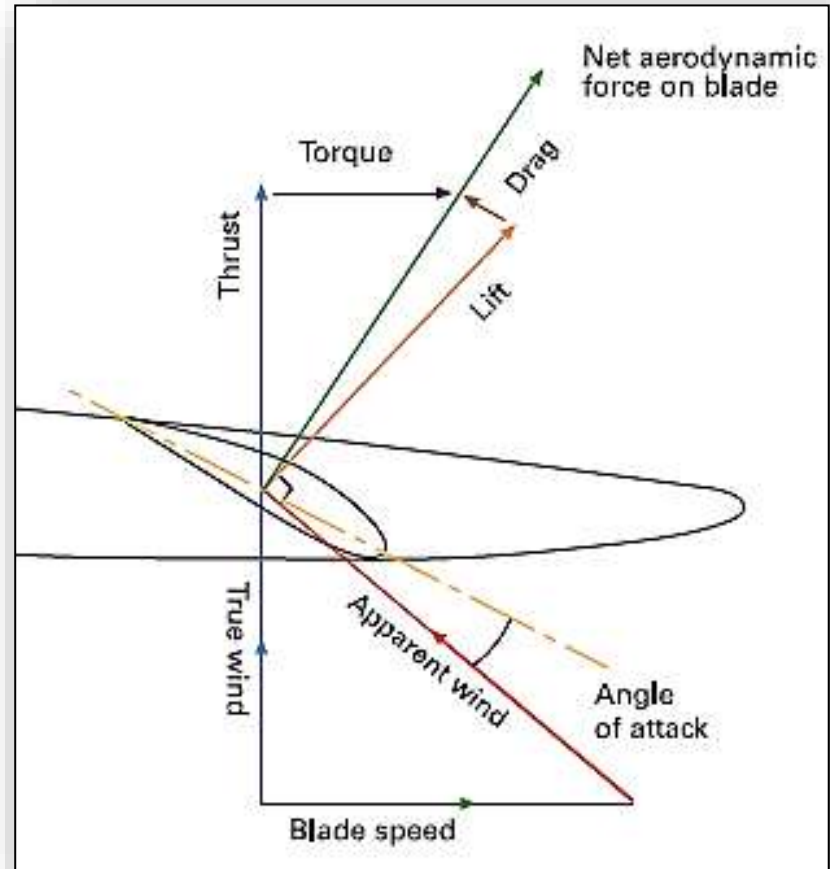 Net aerodynamic
force on blade
Torque
Drag
Thrust
Lift
True wind
Apparent wind
Angle
of attack
Blade speed